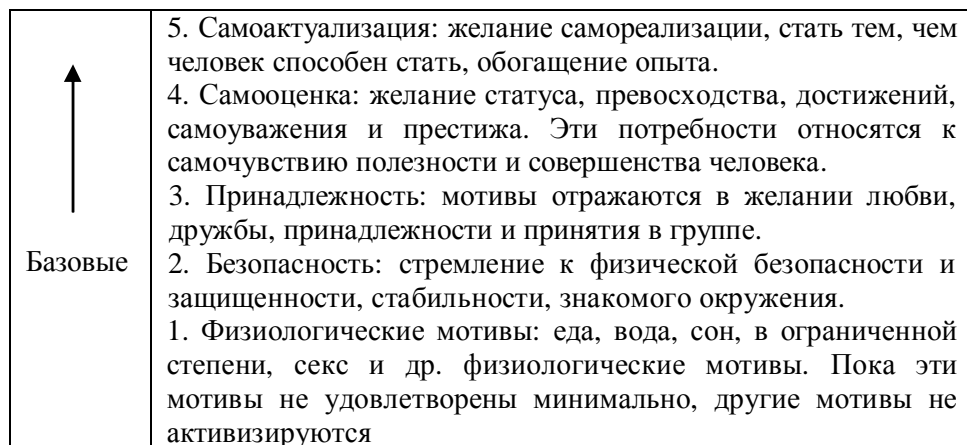 5. Самоактуализация: желание самореализации, стать тем, чем
человек способен стать, обогащение опыта.
4. Самооценка: желание статуса, превосходства, достижений,
самоуважения и престижа. Эти потребности относятся к
самочувствию полезности и совершенства человека.
3. Принадлежность: мотивы отражаются в желании любви,
дружбы, принадлежности и принятия в группе.
Базовые
2. Безопасность: стремление к физической безопасности и
защищенности, стабильности, знакомого окружения.
1. Физиологические мотивы: еда, вода, сон, в ограниченной
степени, секс и др. физиологические мотивы. Пока эти
мотивы не удовлетворены минимально, другие мотивы не
активизируются